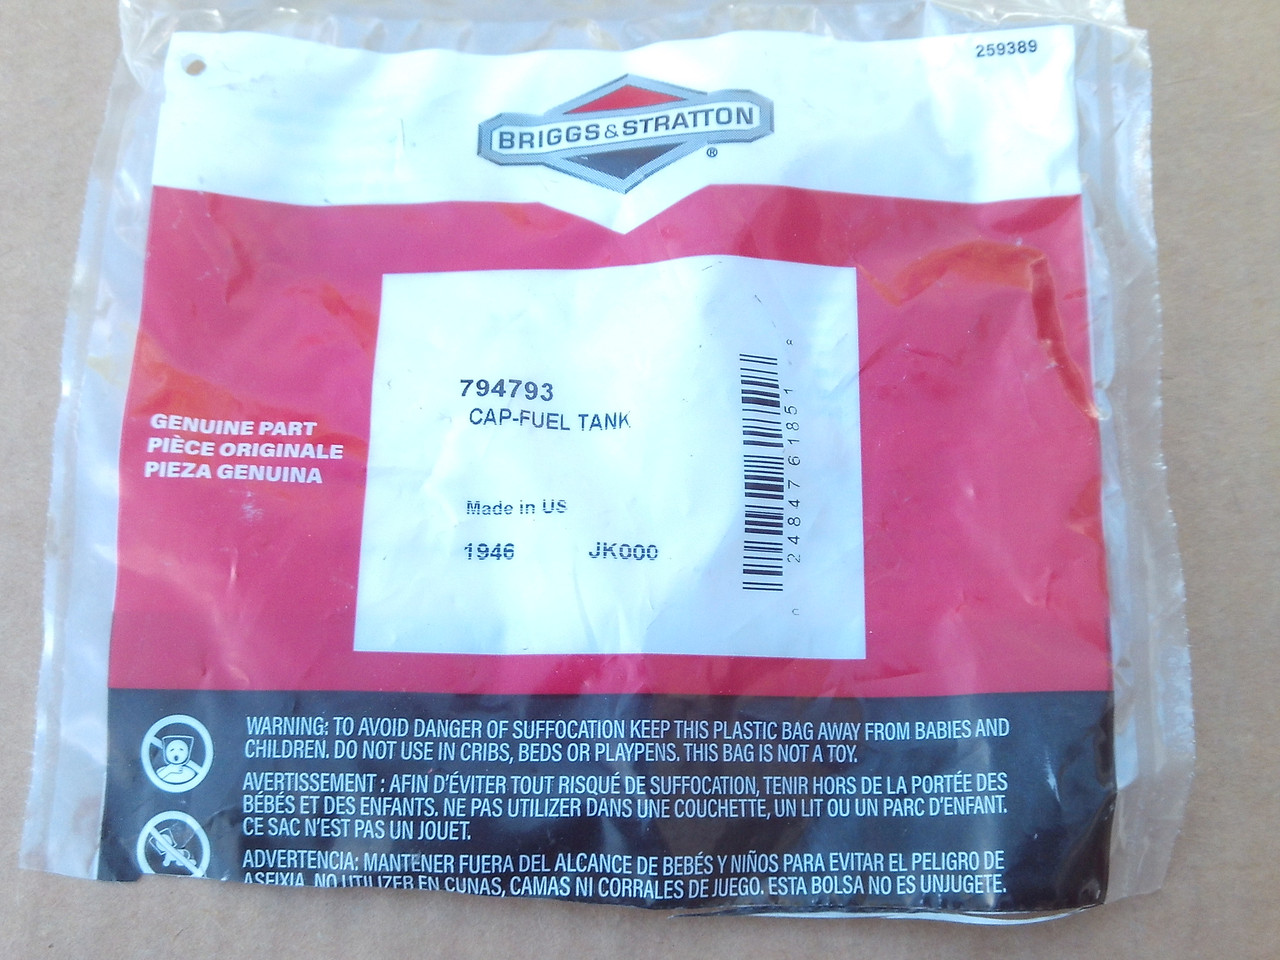 259389
BRIGGS & STRATTON
®
794793
CAP-FUEL TANK
GENUINE PART
PIÈCE ORIGINALE
PIEZA GENUINA
Made in US
1946 JK000
0 24847 61851 8
WARNING: TO AVOID DANGER OF SUFFOCATION KEEP THIS PLASTIC BAG AWAY FROM BABIES AND
CHILDREN. DO NOT USE IN CRIBS, BEDS OR PLAYPENS. THIS BAG IS NOT A TOY.
AVERTISSEMENT : AFIN D'ÉVITER TOUT RISQUÉ DE SUFFOCATION, TENIR HORS DE LA PORTÉE DES
BÉBÉS ET DES ENFANTS. NE PAS UTILIZER DANS UNE COUCHETTE, UN LIT OU UN PARC D'ENFANT.
CE SAC N'EST PAS UN JOUET.
ADVERTENCIA: MANTENER FUERA DEL ALCANCE DE BEBÉS Y NIÑOS PARA EVITAR EL PELIGRO DE
ASFIXIA. NO UTILIZER EN CUNAS, CAMAS NI CORRALES DE JUEGO. ESTA BOLSA NO ES UNJUGETE.